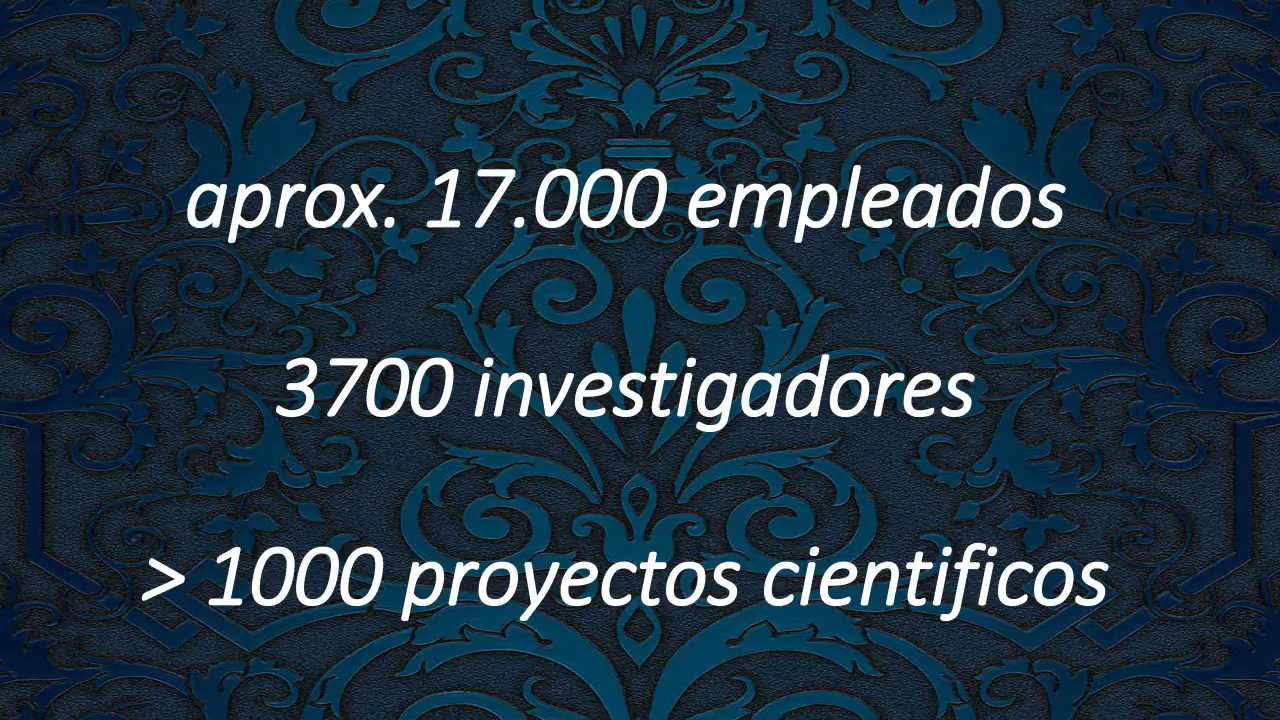 aprox. 17.000 empleados
3700 investigadores
> 1000 proyectos cientificos